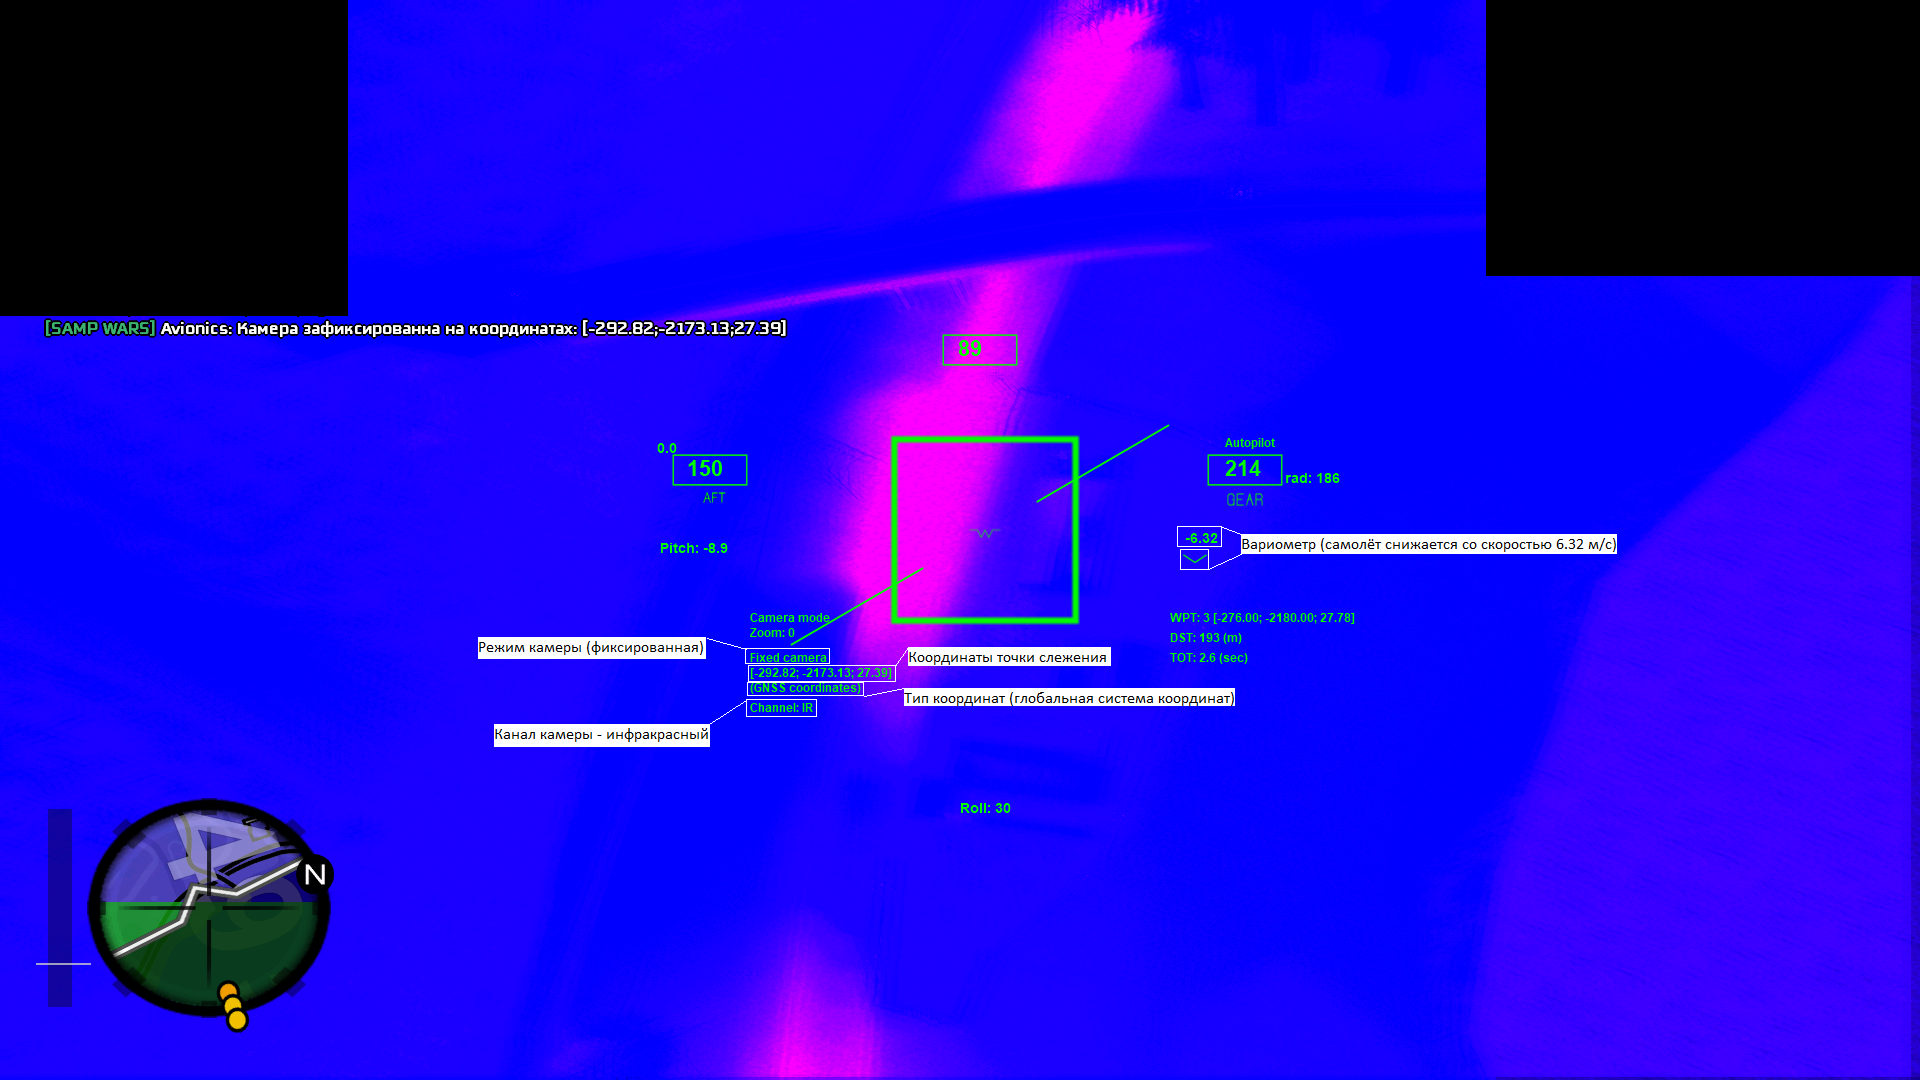 [SAMP WARS] Avionics: Камера зафиксированна на координатах: [-292.82;-2173.13;27.39]
89
0.0
150
AFT
Autopilot
214
rad: 186
GEAR
Pitch: -8.9
-6.32
Вариометр (самолёт снижается со скоростью 6.32 м/с)
Camera mode
Zoom: 0
WPT: 3 [-276.00; -2180.00; 27.78]
DST: 193 (m)
TOT: 2.6 (sec)
Режим камеры (фиксированная)
Fixed camera
Координаты точки слежения
[-292.82; -2173.13; 27.39]
(GNSS coordinates)
Тип координат (глобальная система координат)
Channel: IR
Канал камеры - инфракрасный
Roll: 30
N